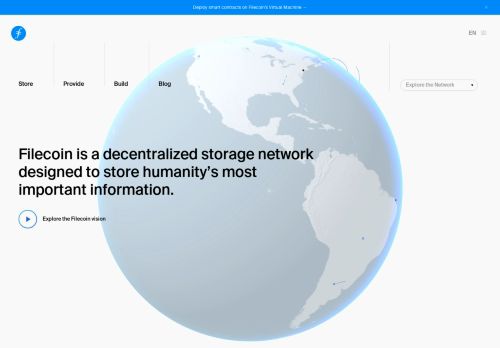 Deploy smart contracts on Filecoin's Virtual Machine →
EN
Store
Provide
Build
Blog
Explore the Network
Filecoin is a decentralized storage network
designed to store humanity's most
important information.
Explore the Filecoin vision